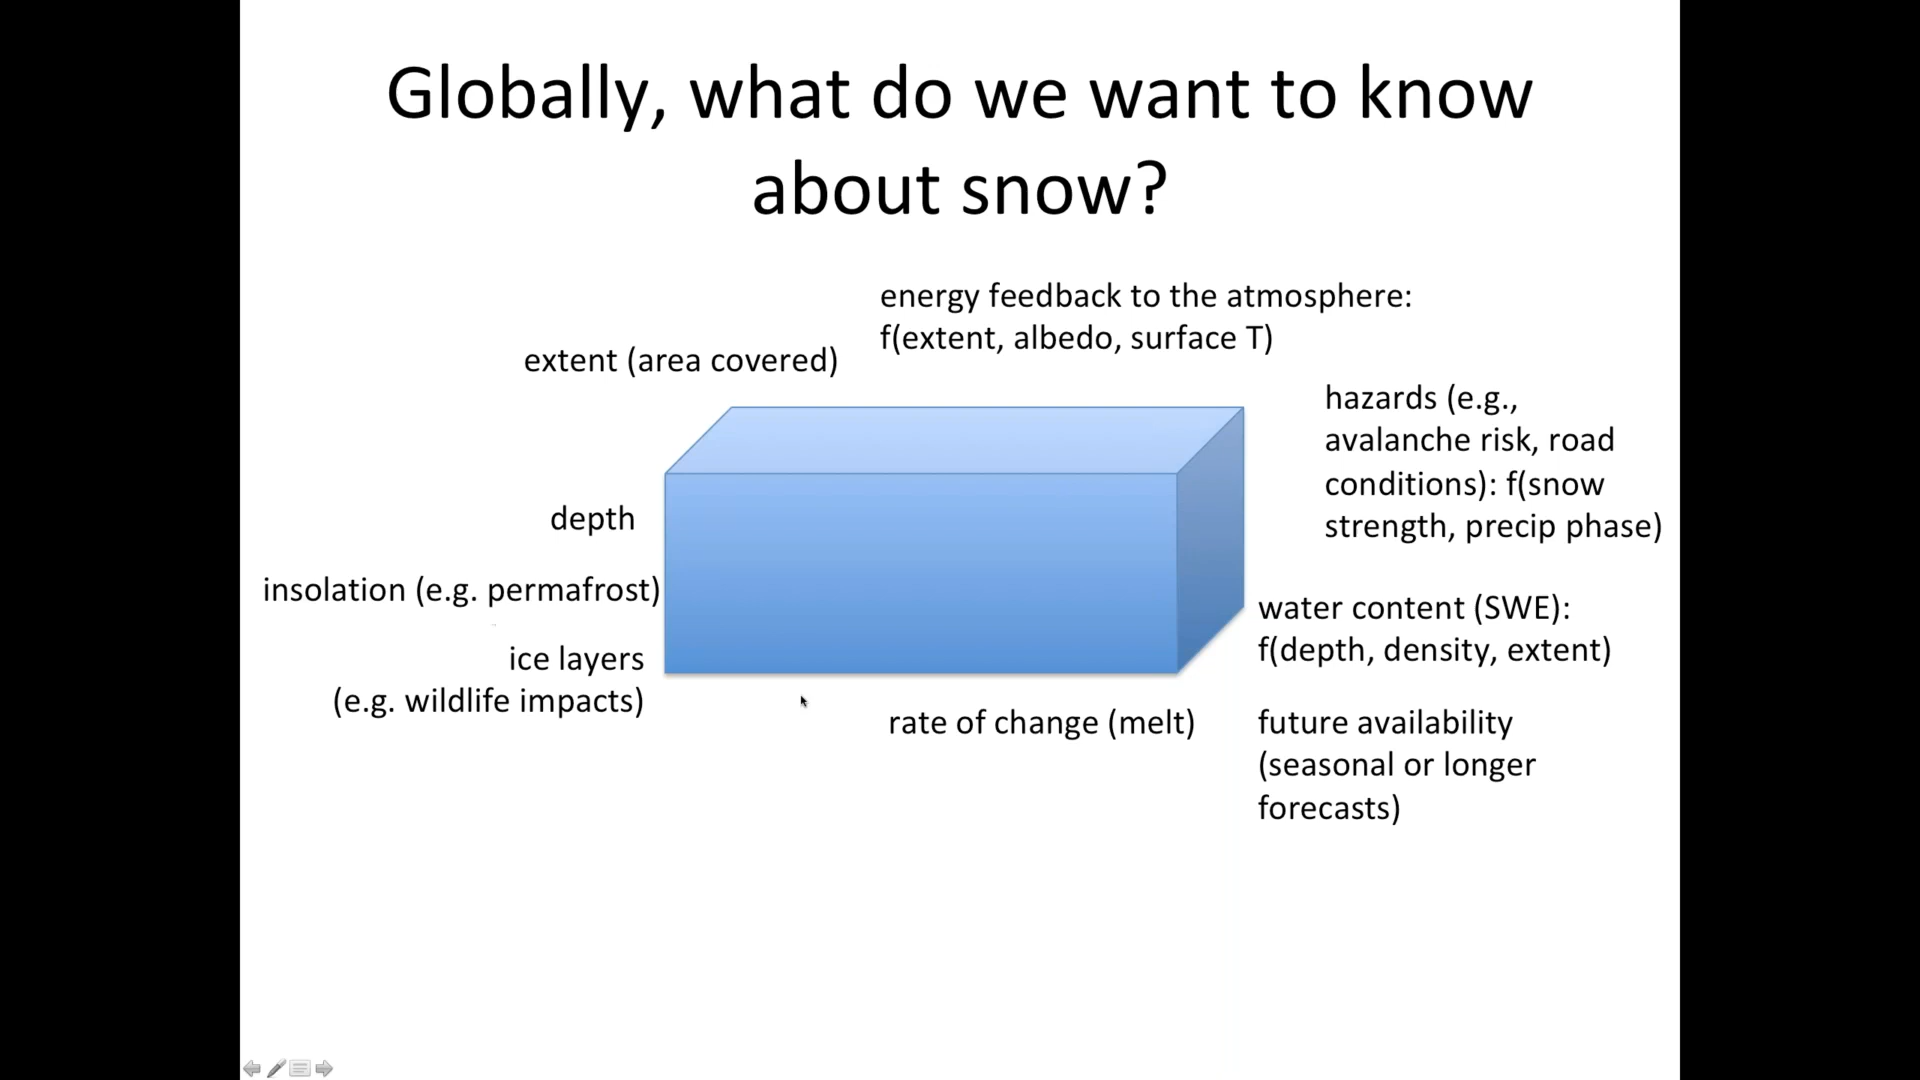 Globally, what do we want to know
about snow?
energy feedback to the atmosphere:
f(extent, albedo, surface T)
extent (area covered)
hazards (e.g.,
avalanche risk, road
conditions): f(snow
strength, precip phase)
depth
insolation (e.g. permafrost)
water content (SWE):
f(depth, density, extent)
ice layers
(e.g. wildlife impacts)
rate of change (melt)
future availability
(seasonal or longer
forecasts)